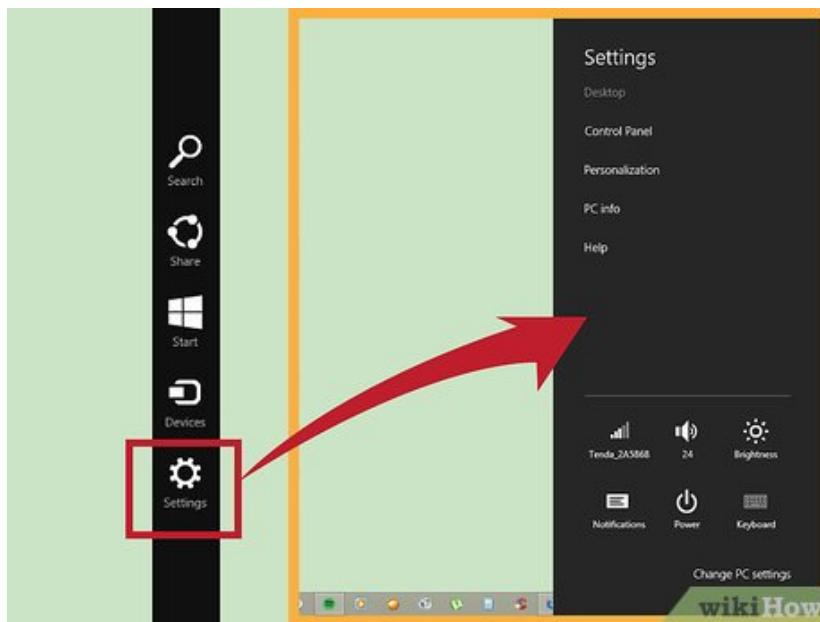 Search
Share
Start
Devices
Settings
Settings
Desktop
Control Panel
Personalization
PC info
Help
Tenda_2A5868
24
Brightness
Notifications
Power
Keyboard
Change PC settings
wikiHow